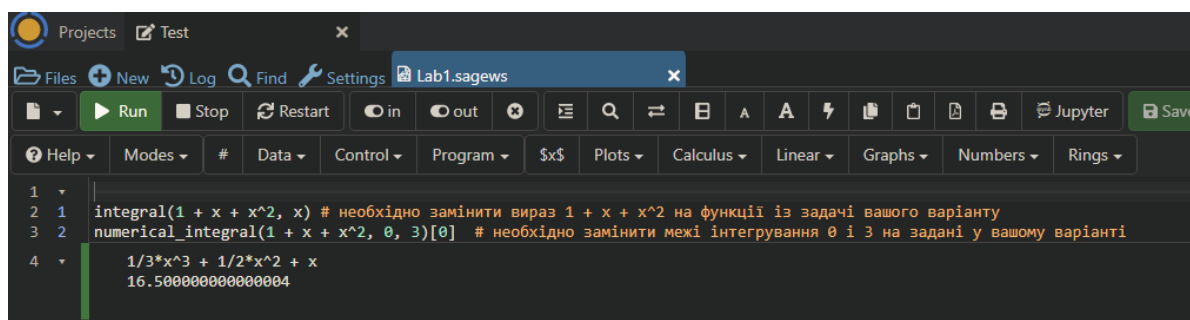 Projects Test
Files New Log Find Settings Lab1.sagews
Run Stop Restart in out A A Jupyter Save
Help Modes # Data Control Program $x$ Plots Calculus Linear Graphs Numbers Rings
1
2 1 integral(1 + x + x^2, x) # необхідно замінити вираз 1 + x + x^2 на функції із задачі вашого варіанту
3 2 numerical_integral(1 + x + x^2, 0, 3)[0] # необхідно замінити межі інтегрування 0 і 3 на задані у вашому варіанті
4 1/3*x^3 + 1/2*x^2 + x
16.500000000000004